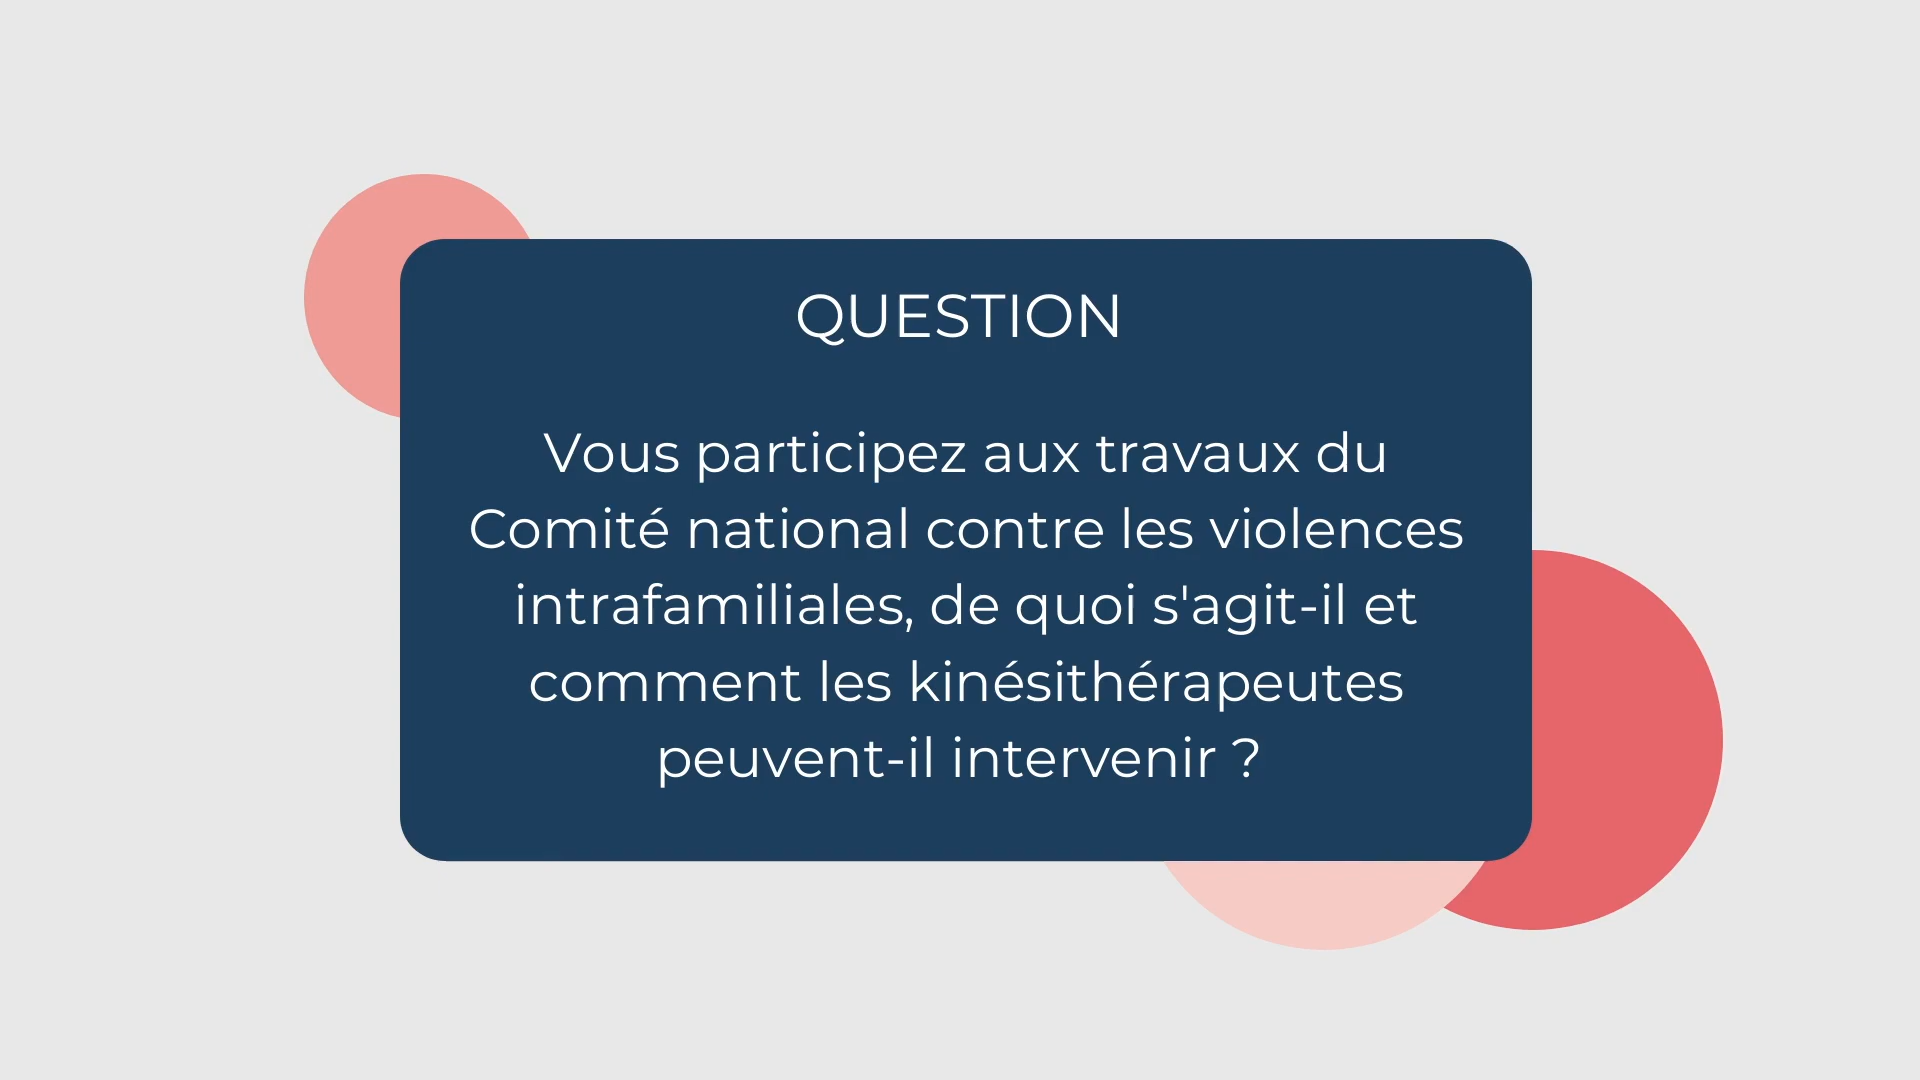 QUESTION
Vous participez aux travaux du
Comité national contre les violences
intrafamiliales, de quoi s'agit-il et
comment les kinésithérapeutes
peuvent-il intervenir ?